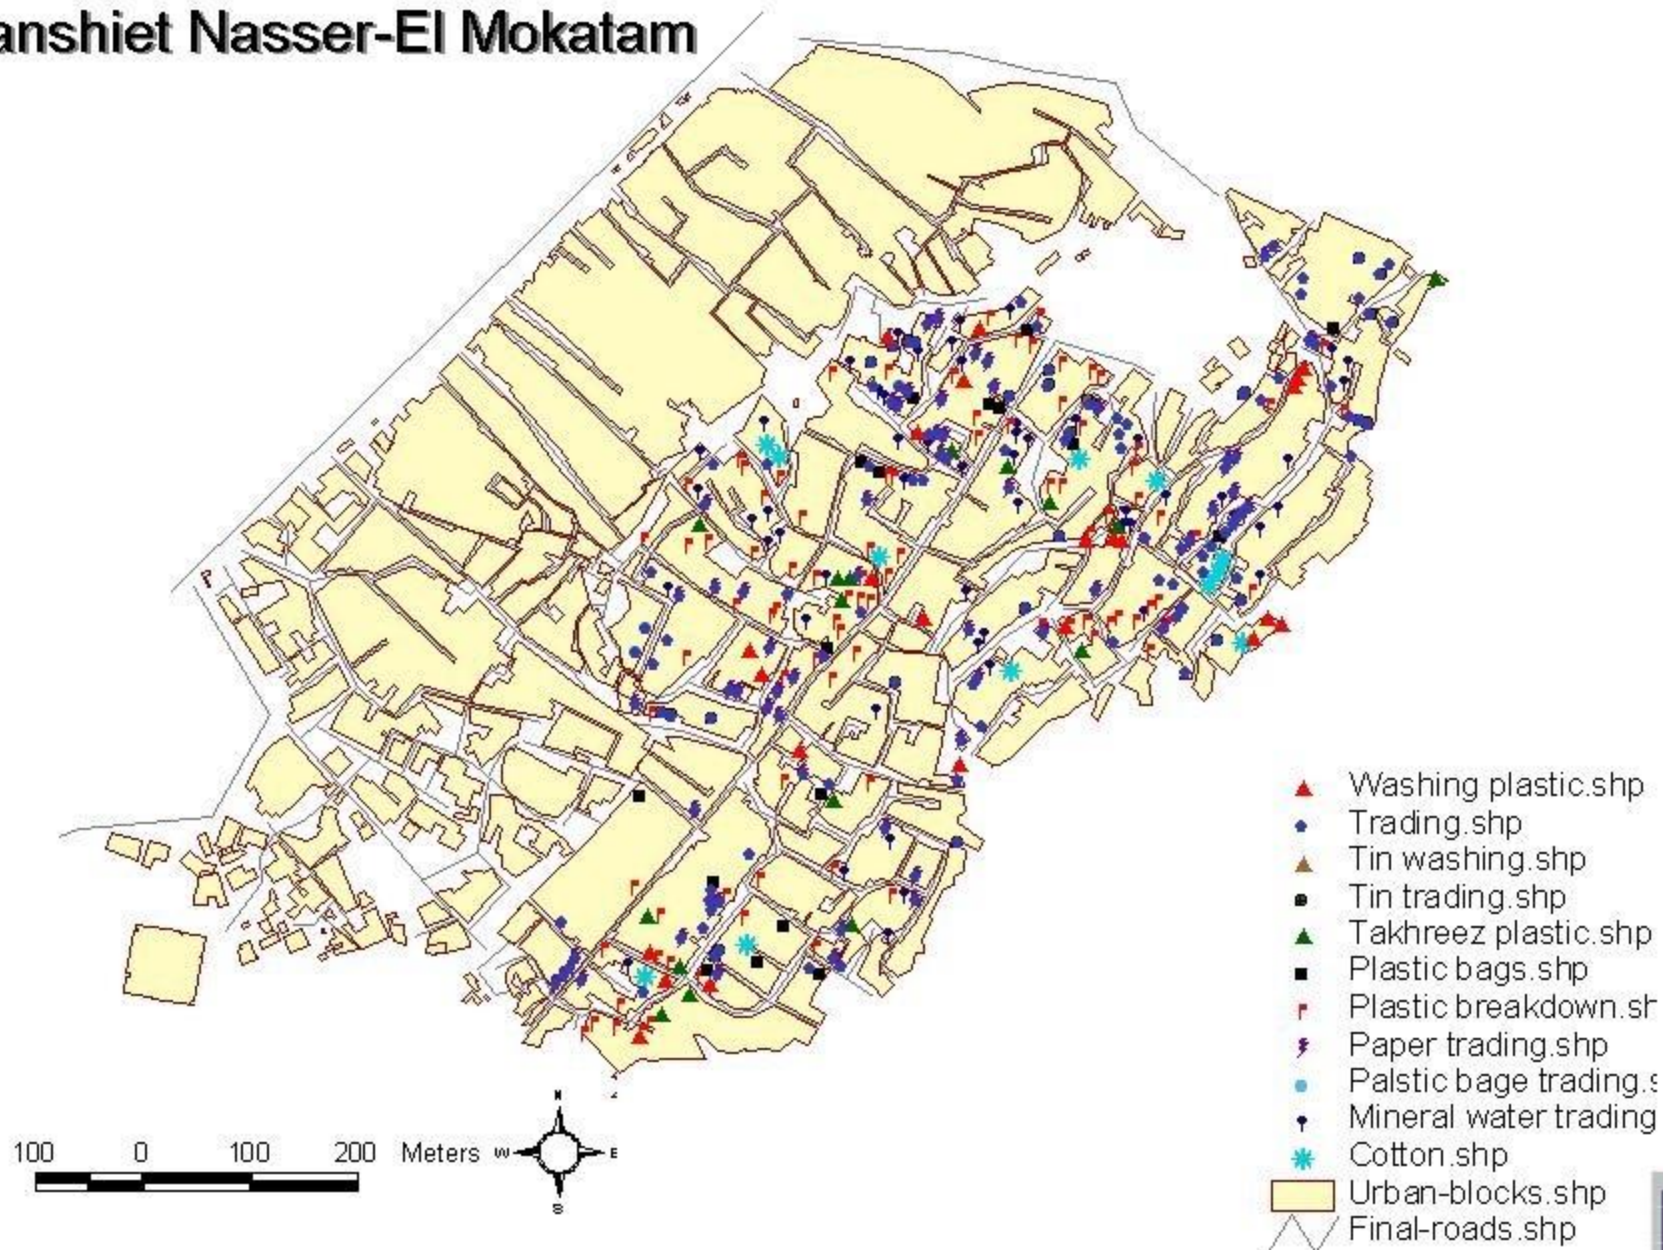 anshiet Nasser-El Mokatam
Washing plastic.shp
Trading.shp
Tin washing.shp
Tin trading.shp
Takhreez plastic.shp
Plastic bags.shp
Plastic breakdown.sh
Paper trading.shp
Palstic bage trading.s
Mineral water trading
Cotton.shp
Urban-blocks.shp
Final-roads.shp
N
W E
S
100 0 100 200 Meters